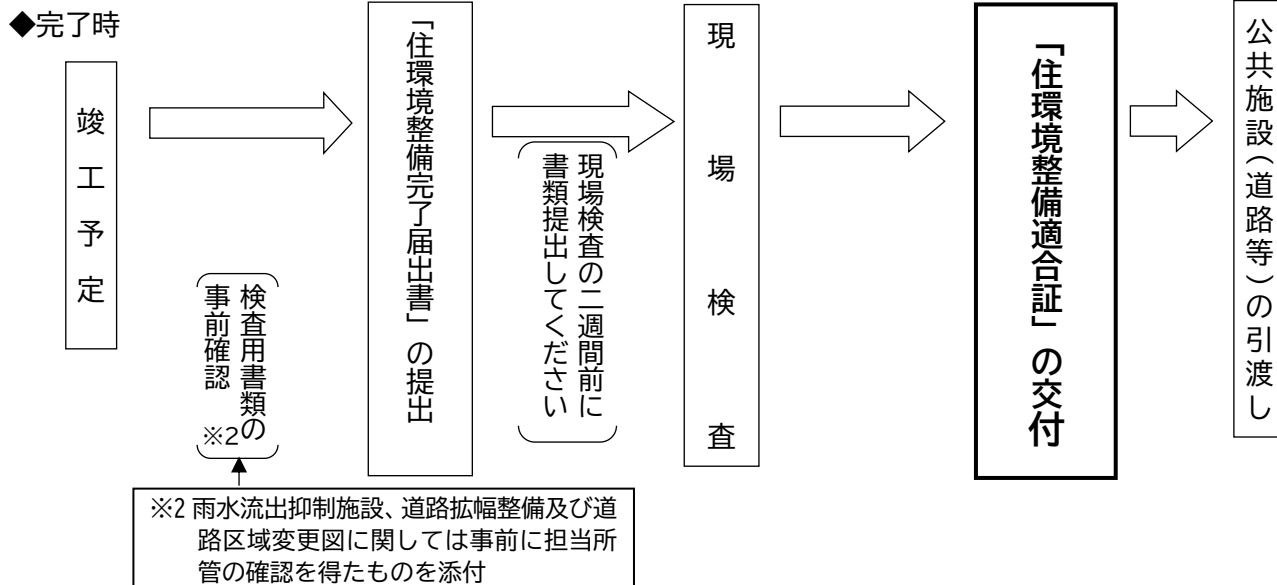 ◆完了時
竣工予定
検査用書類の
事前確認 ※2
「住環境整備完了届出書」の提出
現場検査の二週間前に
書類提出してください
現場検査
「住環境整備適合証」の交付
公共施設(道路等)の引渡し
※2 雨水流出抑制施設、道路拡幅整備及び道
路区域変更図に関しては事前に担当所
管の確認を得たものを添付